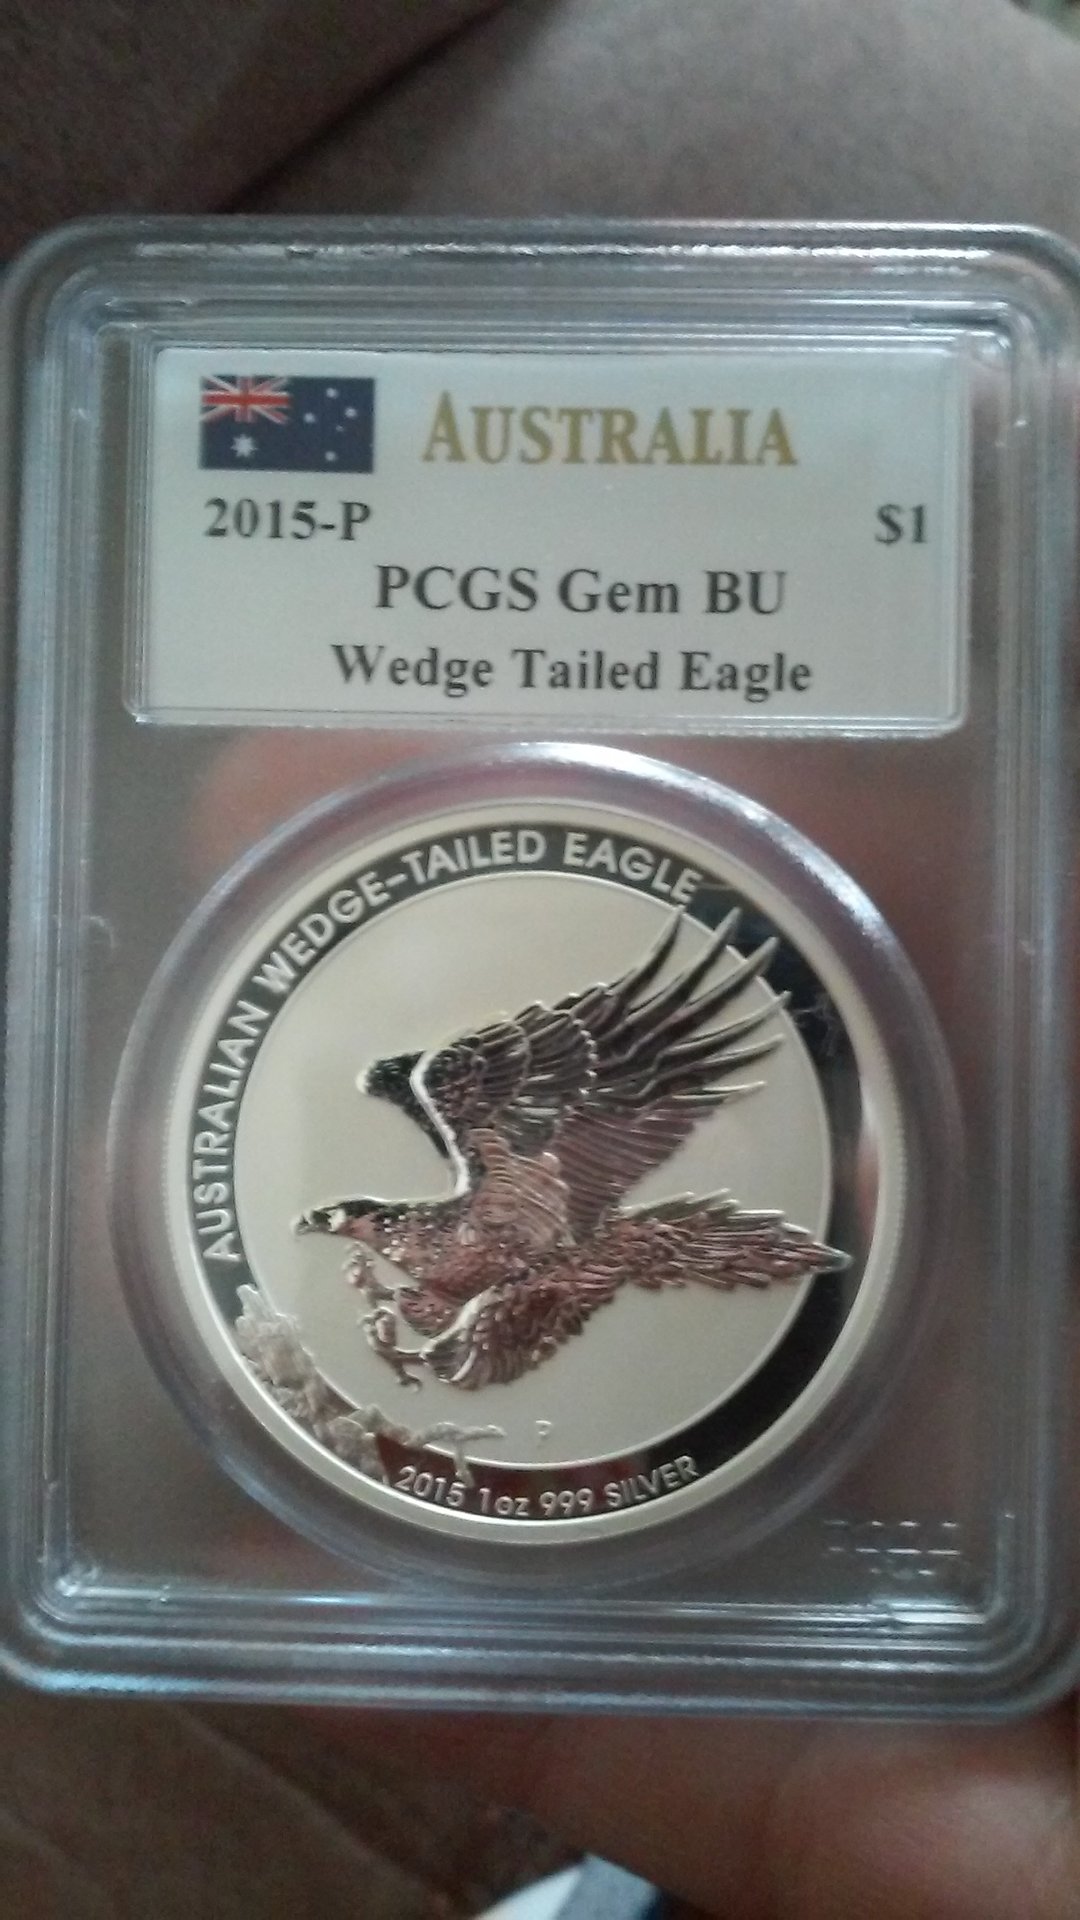 AUSTRALIA
2015-P $1
PCGS Gem BU
Wedge Tailed Eagle
AUSTRALIAN WEDGE-TAILED EAGLE
P
2015 1oz 999 SILVER